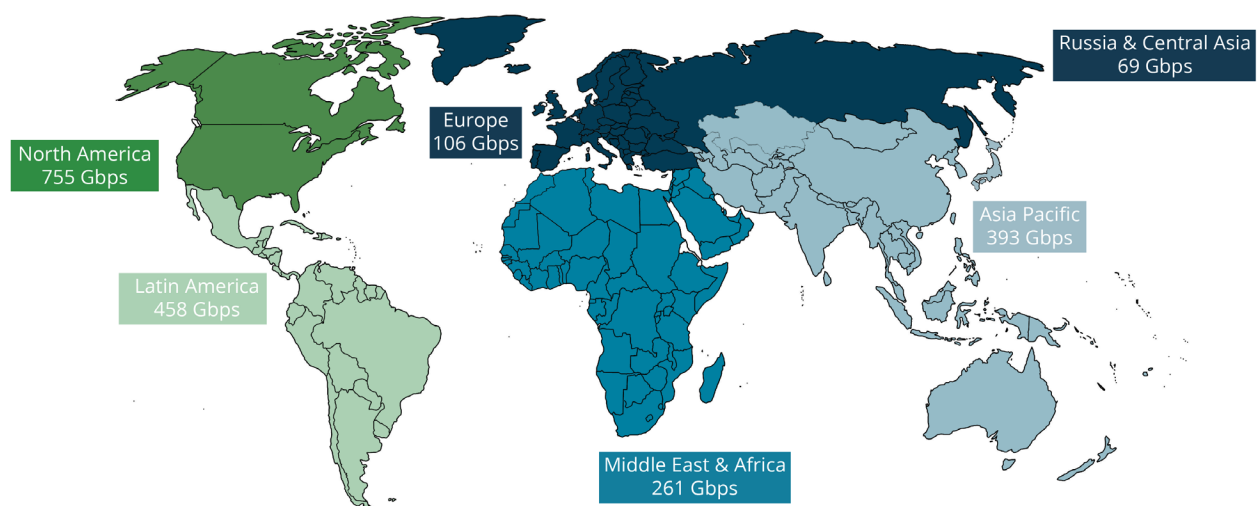 Russia & Central Asia
69 Gbps
Europe
106 Gbps
North America
755 Gbps
Asia Pacific
393 Gbps
Latin America
458 Gbps
Middle East & Africa
261 Gbps